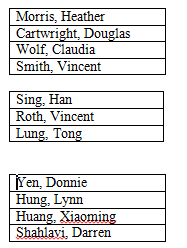 Morris, Heather
Cartwright, Douglas
Wolf, Claudia
Smith, Vincent
Sing, Han
Roth, Vincent
Lung, Tong
Yen, Donnie
Hung, Lynn
Huang, Xiaoming
Shahlavi, Darren